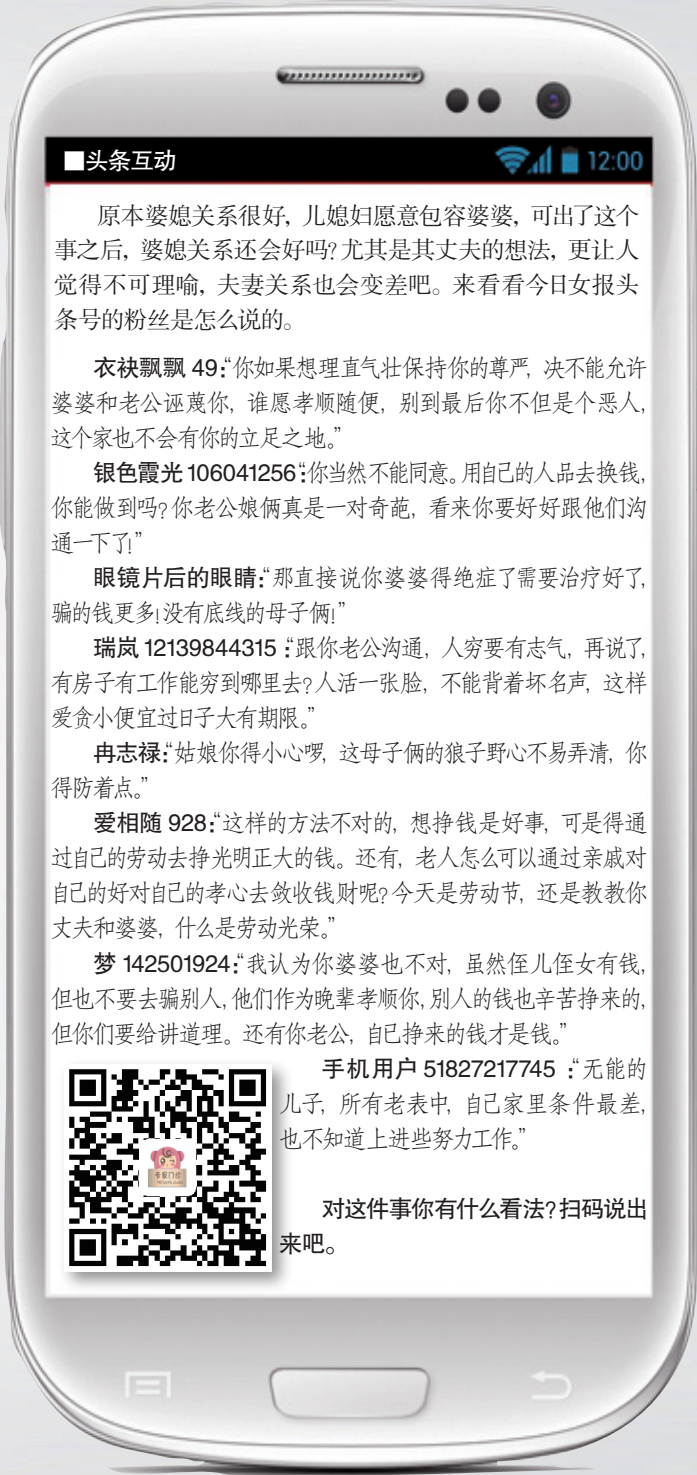 ■头条互动
12:00
原本婆媳关系很好，儿媳妇愿意包容婆婆，可出了这个
事之后，婆媳关系还会好吗？尤其是其丈夫的想法，更让人
觉得不可理喻，夫妻关系也会变差吧。来看看今日女报头
条号的粉丝是怎么说的。
衣袂飘飘 49：“你如果想理直气壮保持你的尊严，决不能允许
婆婆和老公诬蔑你，谁愿孝顺随便，别到最后你不但是个恶人，
这个家也不会有你的立足之地。”
银色霞光 106041256：“你当然不能同意。用自己的人品去换钱，
你能做到吗？你老公娘俩真是一对奇葩，看来你要好好跟他们沟
通一下了！”
眼镜片后的眼睛：“那直接说你婆婆得绝症了需要治疗好了，
骗的钱更多！没有底线的母子俩！”
瑞岚 12139844315：“跟你老公沟通，人穷要有志气，再说了，
有房子有工作能穷到哪里去？人活一张脸，不能背着坏名声，这样
爱贪小便宜过日子大有期限。”
冉志禄：“姑娘你得小心啰，这母子俩的狼子野心不易弄清，你
得防着点。”
爱相随 928：“这样的方法不对的，想挣钱是好事，可是得通
过自己的劳动去挣光明正大的钱。还有，老人怎么可以通过亲戚对
自己的好对自己的孝心去敛收钱财呢？今天是劳动节，还是教教你
丈夫和婆婆，什么是劳动光荣。”
梦 142501924：“我认为你婆婆也不对，虽然侄儿侄女有钱，
但也不要去骗别人，他们作为晚辈孝顺你，别人的钱也辛苦挣来的，
但你们要给讲道理。还有你老公，自己挣来的钱才是钱。”
手机用户 51827217745：“无能的
儿子，所有老表中，自己家里条件最差，
也不知道上进些努力工作。”
专家门诊
对这件事你有什么看法？扫码说出
来吧。